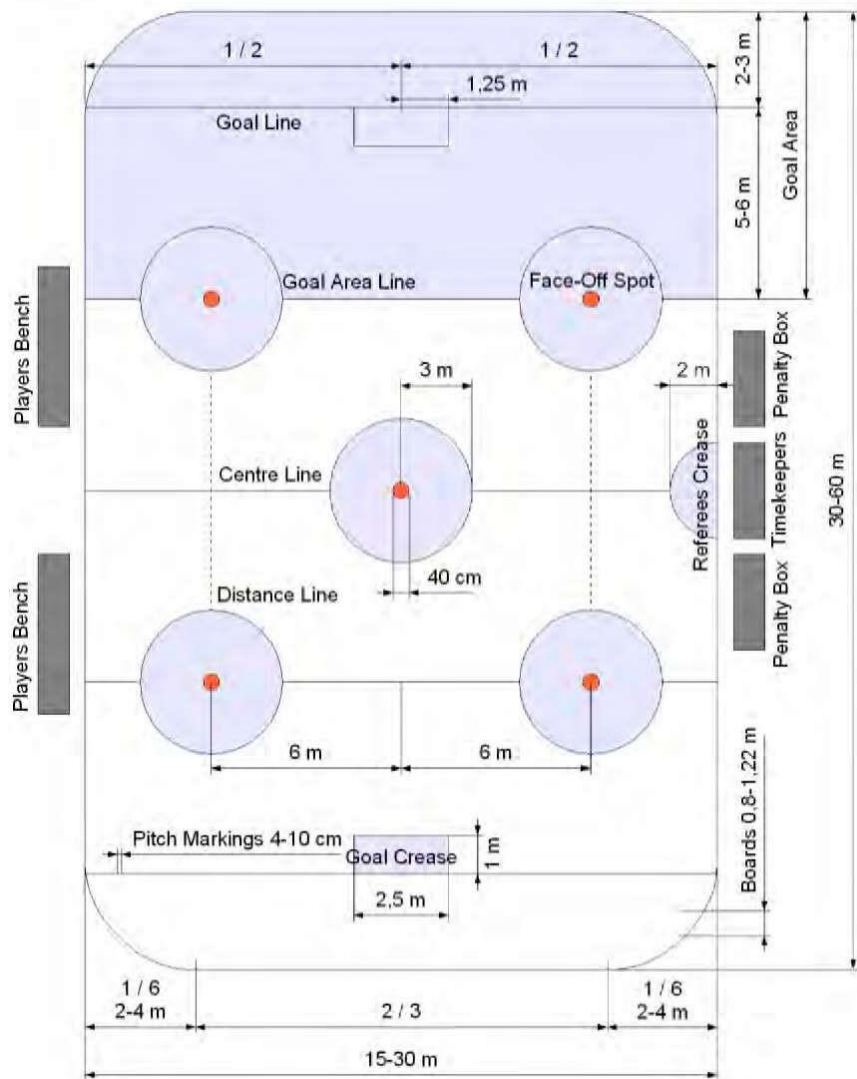 1 / 2
1 / 2
2-3 m
1,25 m
Goal Line
Goal Area
5-6 m
Goal Area Line
Face-Off Spot
Players Bench
3 m
2 m
Penalty Box
Centre Line
Referees Crease
Timekeepers
30-60 m
40 cm
Distance Line
Players Bench
Penalty Box
6 m
6 m
Pitch Markings 4-10 cm
Goal Crease
1 m
Boards 0,8-1,22 m
2,5 m
1 / 6
2-4 m
2 / 3
1 / 6
2-4 m
15-30 m